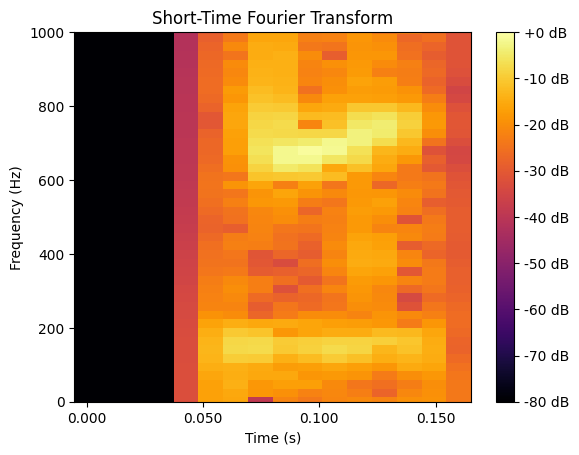 Short-Time Fourier Transform
1000
800
600
400
200
0
Frequency (Hz)
0.000
0.050
0.100
0.150
Time (s)
+0 dB
-10 dB
-20 dB
-30 dB
-40 dB
-50 dB
-60 dB
-70 dB
-80 dB